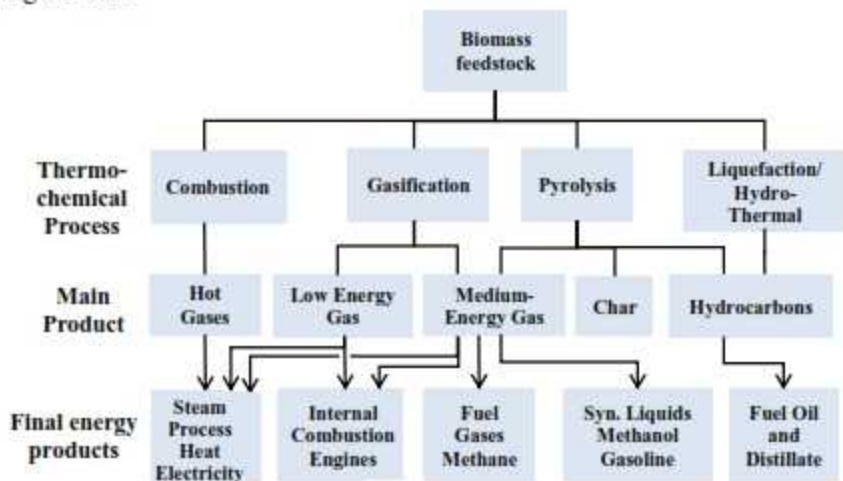 Biomass
feedstock
Thermo-
chemical
Process
Combustion
Gasification
Pyrolysis
Liquefaction/
Hydro-
Thermal
Main
Product
Hot
Gases
Low Energy
Gas
Medium-
Energy Gas
Char
Hydrocarbons
Final energy
products
Steam
Process
Heat
Electricity
Internal
Combustion
Engines
Fuel
Gases
Methane
Syn. Liquids
Methanol
Gasoline
Fuel Oil
and
Distillate